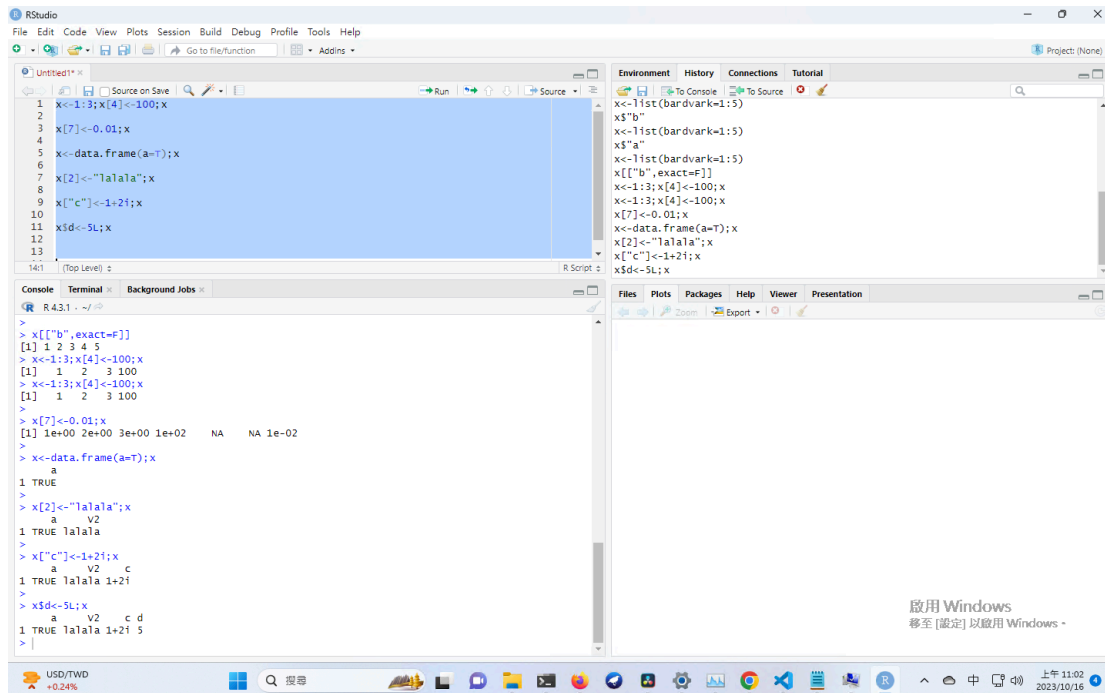 RStudio
File Edit Code View Plots Session Build Debug Profile Tools Help
Go to file/function Addins Project: (None)
Untitled1*
Source on Save Run Source
1 x<-1:3;x[4]<-100;x
2
3 x[7]<-0.01;x
4
5 x<-data.frame(a=T);x
6
7 x[2]<-"lalala";x
8
9 x["c"]<-1+2i;x
10
11 x$d<-5L;x
12
13
14:1 (Top Level) R Script
Console Terminal Background Jobs
R 4.3.1 · ~/
>
> x[["b",exact=F]]
[1] 1 2 3 4 5
> x<-1:3;x[4]<-100;x
[1]   1   2   3 100
> x<-1:3;x[4]<-100;x
[1]   1   2   3 100
>
> x[7]<-0.01;x
[1] 1e+00 2e+00 3e+00 1e+02    NA    NA 1e-02
>
> x<-data.frame(a=T);x
     a
1 TRUE
>
> x[2]<-"lalala";x
     a     V2
1 TRUE lalala
>
> x["c"]<-1+2i;x
     a     V2    c
1 TRUE lalala 1+2i
>
> x$d<-5L;x
     a     V2    c d
1 TRUE lalala 1+2i 5
>
Environment History Connections Tutorial
To Console To Source
x<-list(bardvark=1:5)
x$"b"
x<-list(bardvark=1:5)
x$"a"
x<-list(bardvark=1:5)
x[["b",exact=F]]
x<-1:3;x[4]<-100;x
x<-1:3;x[4]<-100;x
x[7]<-0.01;x
x<-data.frame(a=T);x
x[2]<-"lalala";x
x["c"]<-1+2i;x
x$d<-5L;x
Files Plots Packages Help Viewer Presentation
Zoom Export
啟用 Windows
移至 [設定] 以啟用 Windows。
USD/TWD
+0.24%
搜尋
中
上午 11:02
2023/10/16
4